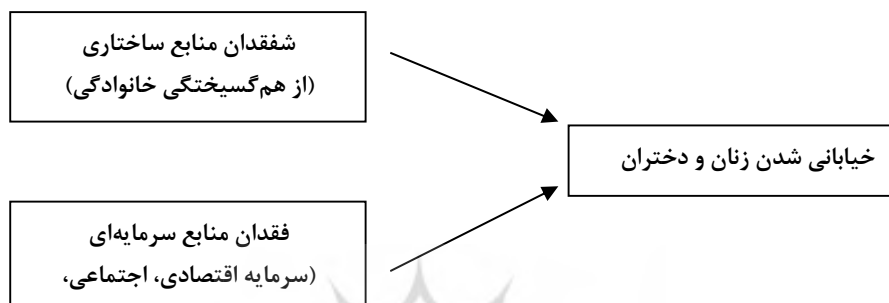 شفقدان منابع ساختاری
(از هم‌گسیختگی خانوادگی)
خیابانی شدن زنان و دختران
فقدان منابع سرمایه‌ای
(سرمایه اقتصادی، اجتماعی،